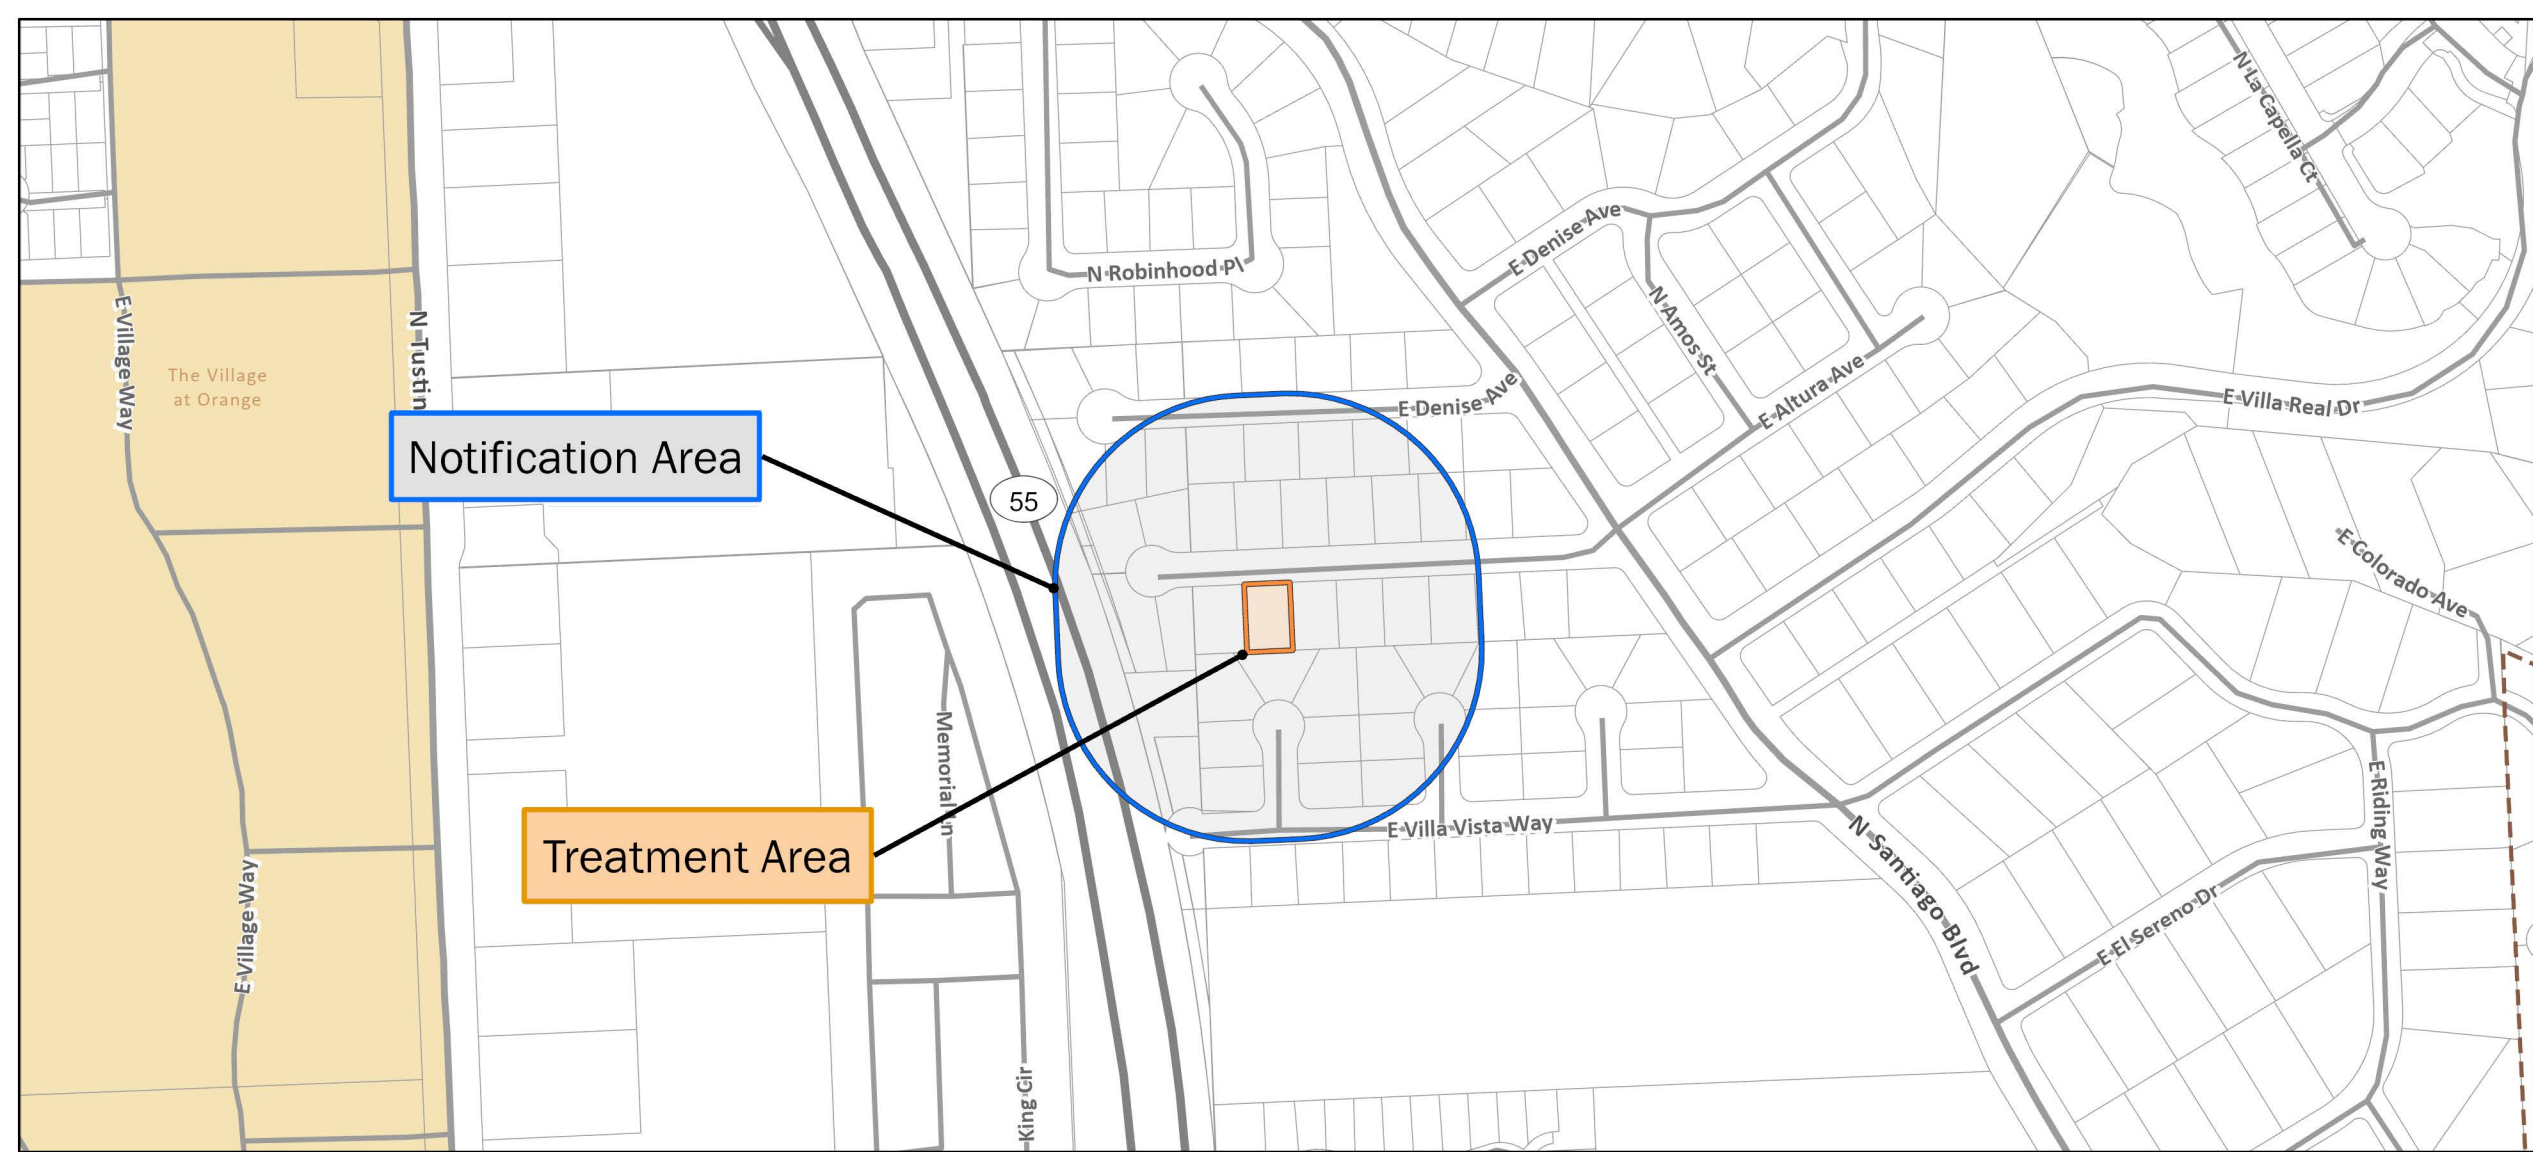 N La Capella Ct
E Denise Ave
N Robinhood Pl
N Amos St
E Village Way
N Tustin
The Village
at Orange
E Denise Ave
E Altura Ave
E Villa Real Dr
Notification Area
55
E Colorado Ave
Memorial Ln
Treatment Area
E Villa Vista Way
E Riding Way
N Santiago Blvd
E Village Way
E El Sereno Dr
King Cir